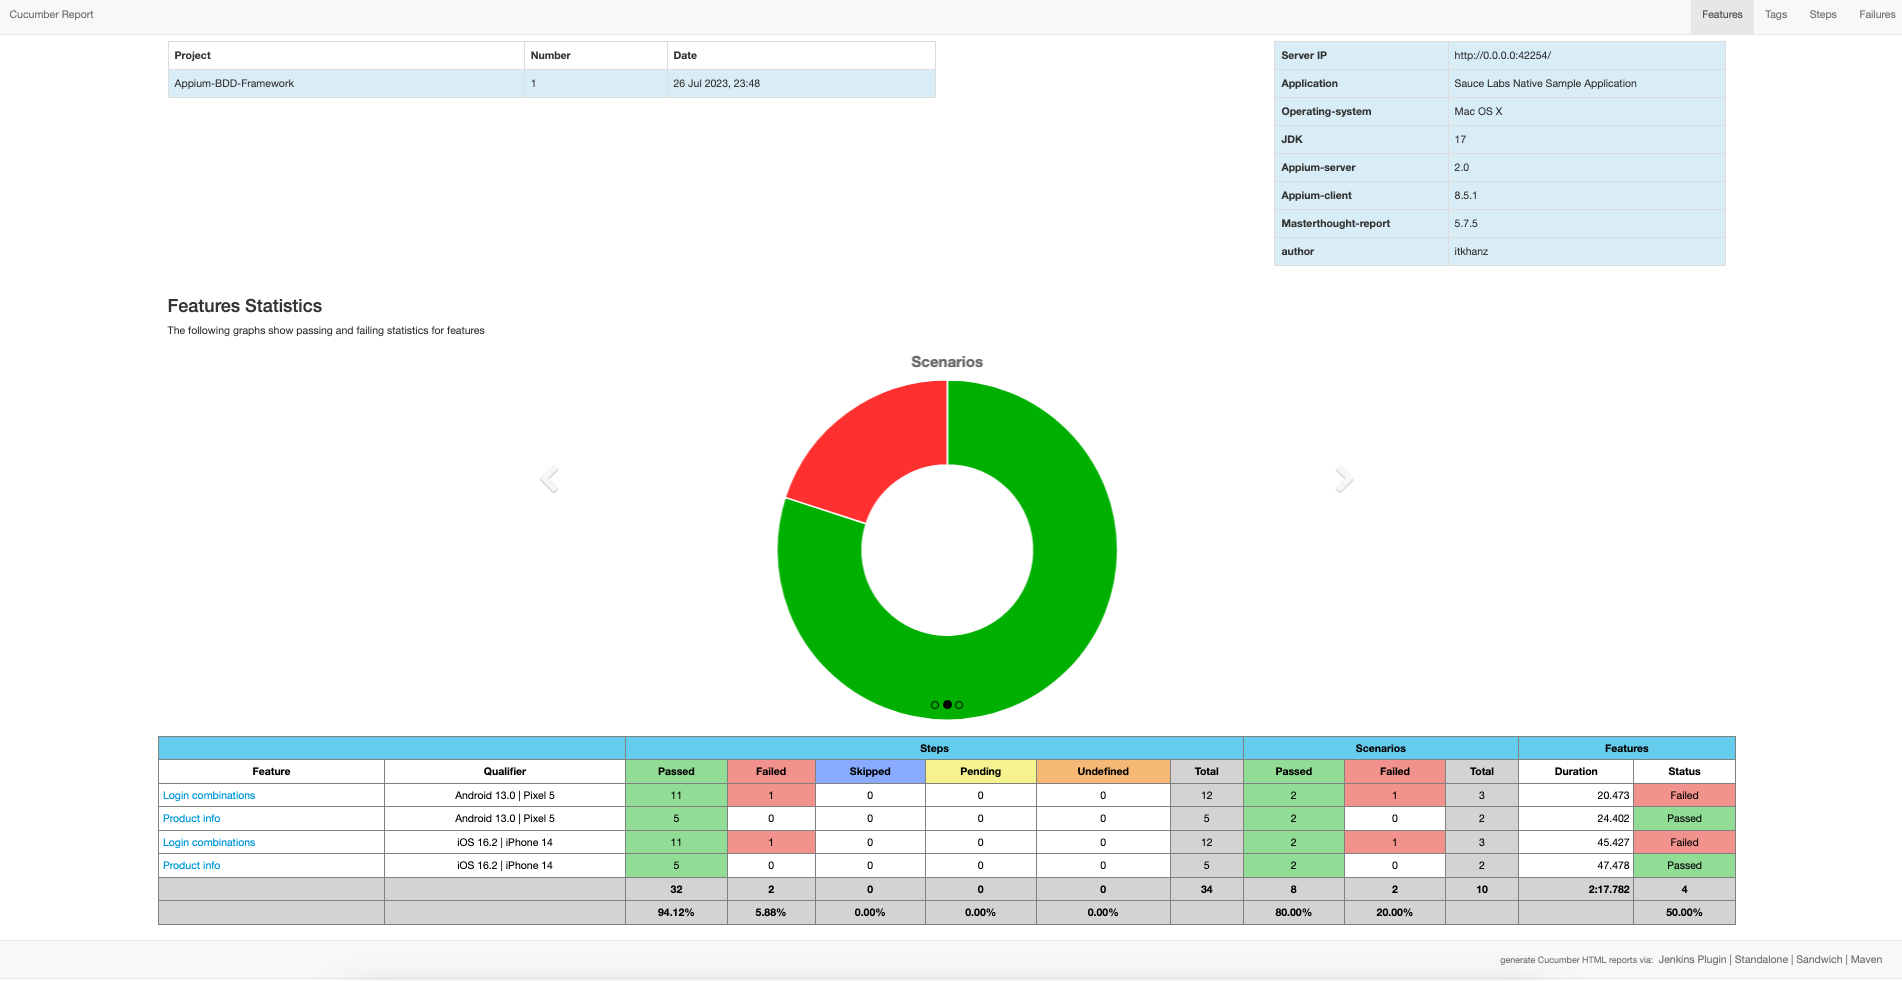 Cucumber Report Features Tags Steps Failures
Project Number Date
Appium-BDD-Framework 1 26 Jul 2023, 23:48
Server IP http://0.0.0.0:42254/
Application Sauce Labs Native Sample Application
Operating-system Mac OS X
JDK 17
Appium-server 2.0
Appium-client 8.5.1
Masterthought-report 5.7.5
author itkhanz
Features Statistics
The following graphs show passing and failing statistics for features
Scenarios
Steps Scenarios Features
Feature Qualifier Passed Failed Skipped Pending Undefined Total Passed Failed Total Duration Status
Login combinations Android 13.0 | Pixel 5 11 1 0 0 0 12 2 1 3 20.473 Failed
Product info Android 13.0 | Pixel 5 5 0 0 0 0 5 2 0 2 24.402 Passed
Login combinations iOS 16.2 | iPhone 14 11 1 0 0 0 12 2 1 3 45.427 Failed
Product info iOS 16.2 | iPhone 14 5 0 0 0 0 5 2 0 2 47.478 Passed
32 2 0 0 0 34 8 2 10 2:17.782 4
94.12% 5.88% 0.00% 0.00% 0.00% 80.00% 20.00% 50.00%
generate Cucumber HTML reports via: Jenkins Plugin | Standalone | Sandwich | Maven